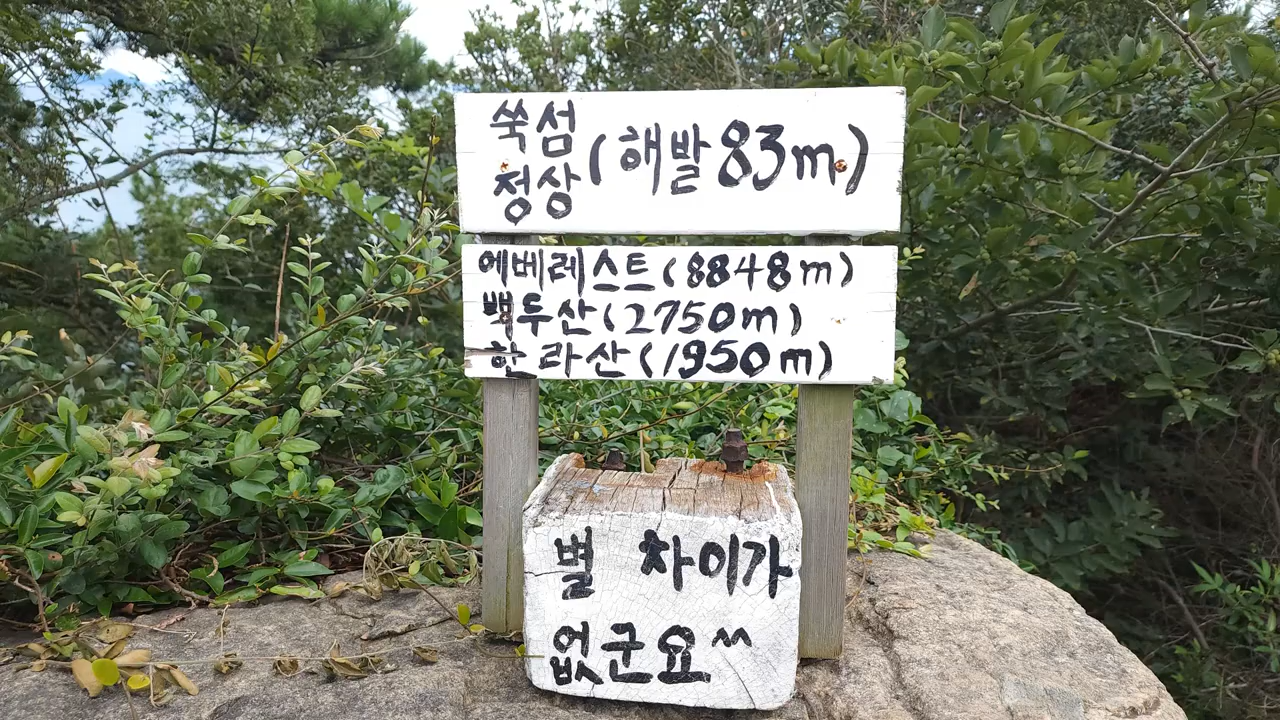 쑥섬
정상 (해발 83m.)
에베레스트(8848m)
백두산(2750m)
한라산(1950m)
별 차이가
없군요^^